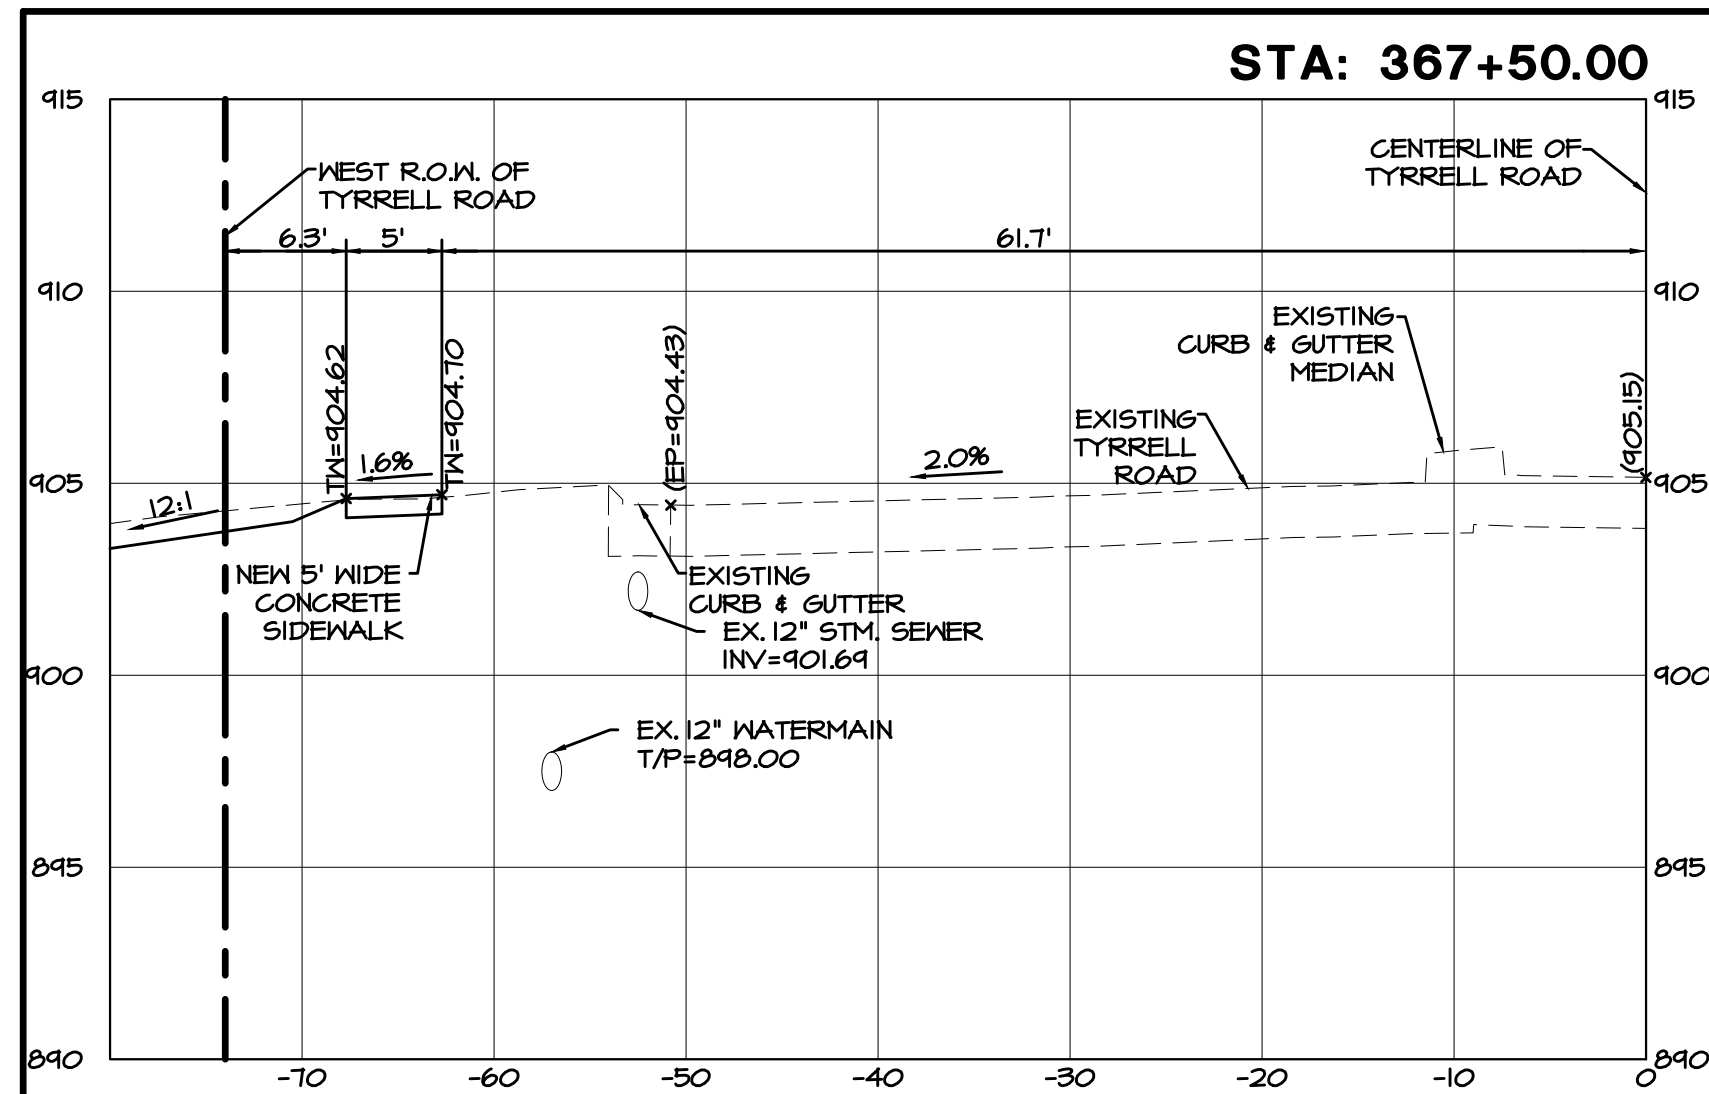 STA: 367+50.00
915
915
WEST R.O.W. OF
TYRRELL ROAD
CENTERLINE OF
TYRRELL ROAD
6.3'
5'
61.7'
910
910
EXISTING
CURB & GUTTER
MEDIAN
TW=904.62
TW=904.70
(EP=904.43)
(905.15)
EXISTING
TYRRELL
ROAD
1.6%
2.0%
905
905
12:1
NEW 5' WIDE
CONCRETE
SIDEWALK
EXISTING
CURB & GUTTER
EX. 12" STM. SEWER
INV=901.69
900
900
EX. 12" WATERMAIN
T/P=898.00
895
895
890
890
-70
-60
-50
-40
-30
-20
-10
0